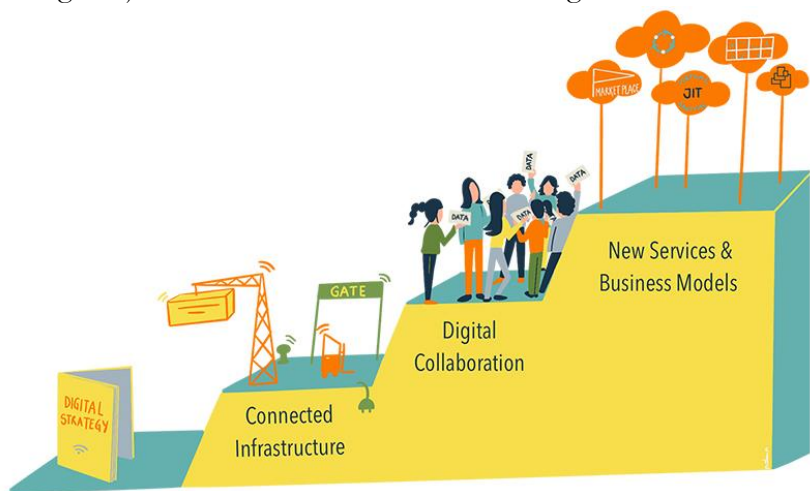 MARKET PLACE
JIT
DATA
DATA
DATA
DATA
New Services &
Business Models
GATE
Digital
Collaboration
DIGITAL
STRATEGY
Connected
Infrastructure